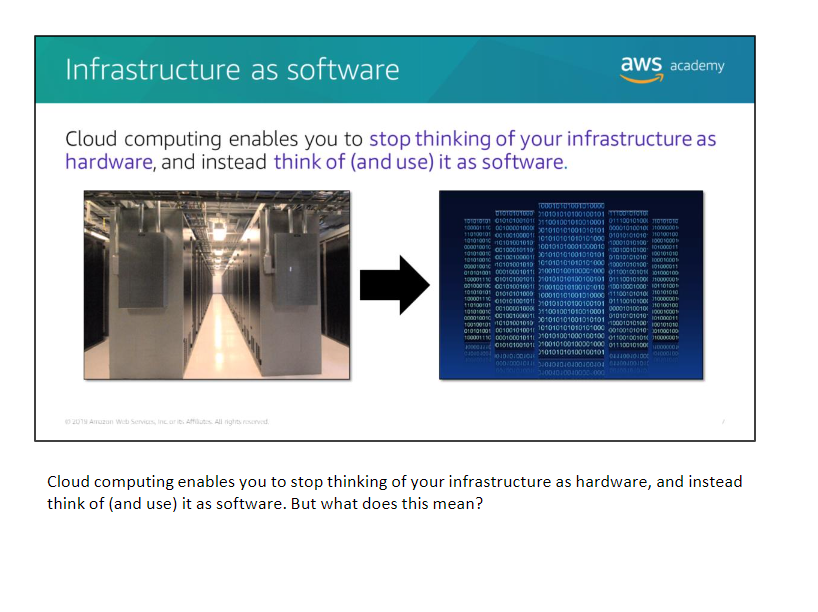 Infrastructure as software
aws academy
Cloud computing enables you to stop thinking of your infrastructure as
hardware, and instead think of (and use) it as software.
© 2019 Amazon Web Services, Inc. or its Affiliates. All rights reserved.
7
Cloud computing enables you to stop thinking of your infrastructure as hardware, and instead
think of (and use) it as software. But what does this mean?